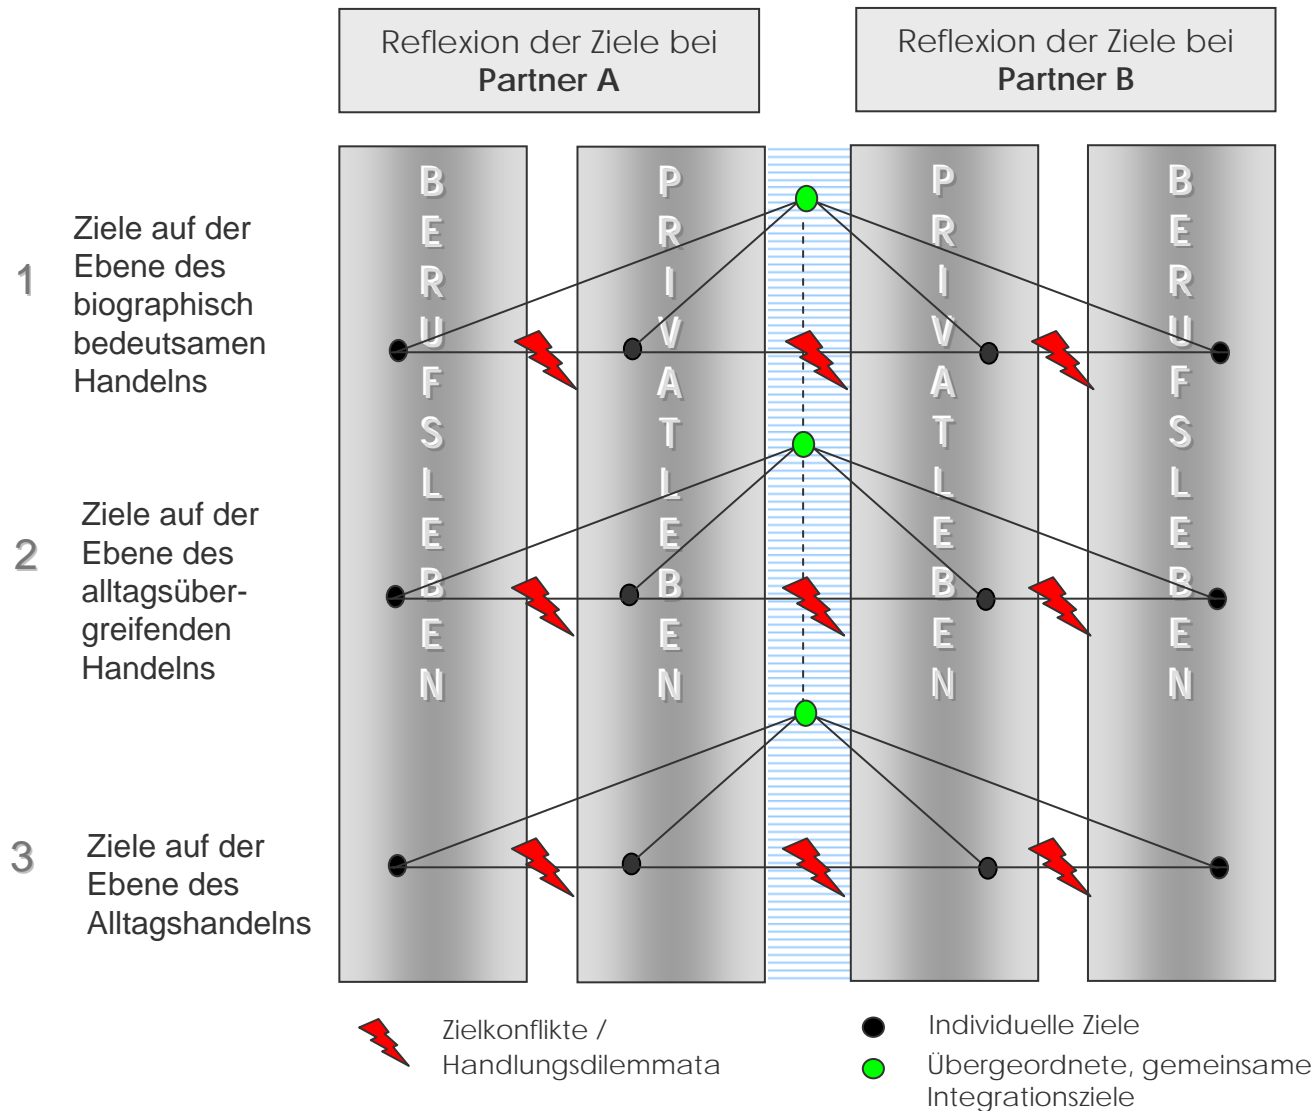 Reflexion der Ziele bei
Partner A
Reflexion der Ziele bei
Partner B
BERUFSLEBEN
PRIVATLEBEN
PRIVATLEBEN
BERUFSLEBEN
1
Ziele auf der
Ebene des
biographisch
bedeutsamen
Handelns
2
Ziele auf der
Ebene des
alltagsüber-
greifenden
Handelns
3
Ziele auf der
Ebene des
Alltagshandelns
Zielkonflikte /
Handlungsdilemmata
Individuelle Ziele
Übergeordnete, gemeinsame
Integrationsziele